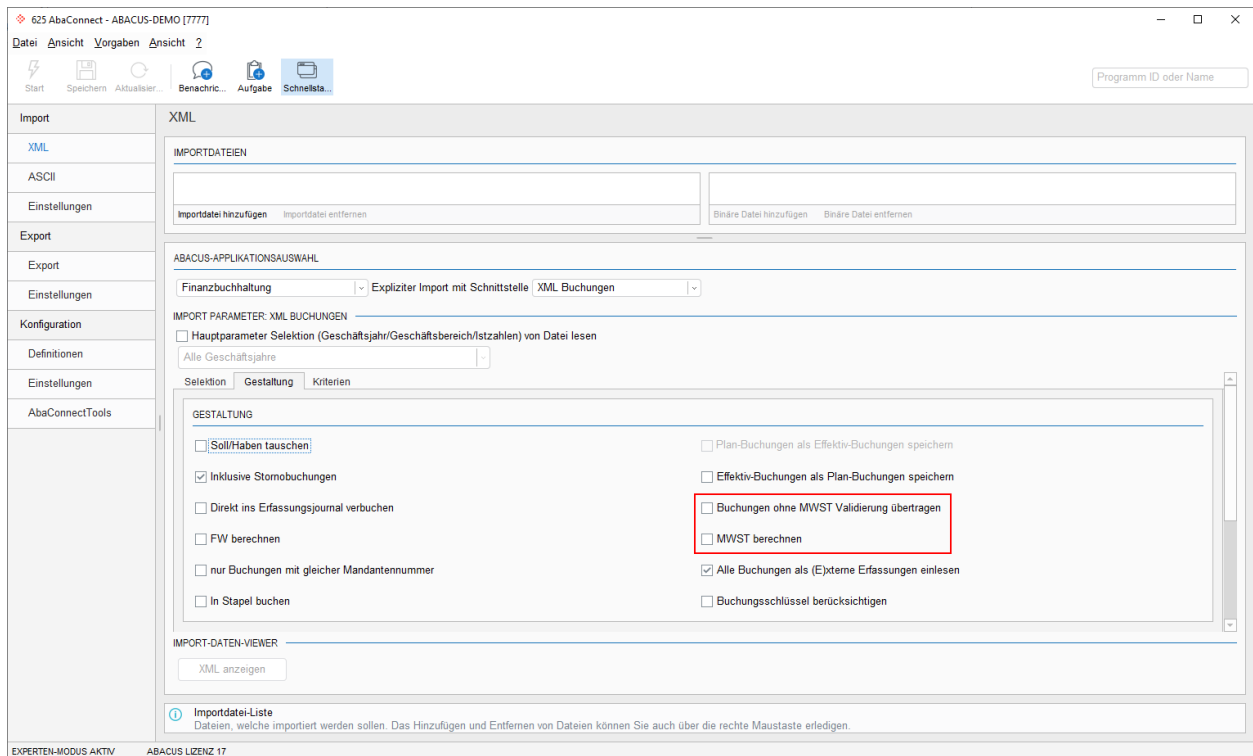 625 AbaConnect - ABACUS-DEMO [7777]
Datei Ansicht Vorgaben Ansicht ?
Start Speichern Aktualisier... Benachric... Aufgabe Schnellsta...
Programm ID oder Name
Import
XML
ASCII
Einstellungen
Export
Export
Einstellungen
Konfiguration
Definitionen
Einstellungen
AbaConnectTools
XML
IMPORTDATEIEN
Importdatei hinzufügen Importdatei entfernen
Binäre Datei hinzufügen Binäre Datei entfernen
ABACUS-APPLIKATIONSAUSWAHL
Finanzbuchhaltung Expliziter Import mit Schnittstelle XML Buchungen
IMPORT PARAMETER: XML BUCHUNGEN
Hauptparameter Selektion (Geschäftsjahr/Geschäftsbereich/Istzahlen) von Datei lesen
Alle Geschäftsjahre
Selektion Gestaltung Kriterien
GESTALTUNG
Soll/Haben tauschen Plan-Buchungen als Effektiv-Buchungen speichern
Inklusive Stornobuchungen Effektiv-Buchungen als Plan-Buchungen speichern
Direkt ins Erfassungsjournal verbuchen Buchungen ohne MWST Validierung übertragen
FW berechnen MWST berechnen
nur Buchungen mit gleicher Mandantennummer Alle Buchungen als (E)xterne Erfassungen einlesen
In Stapel buchen Buchungsschlüssel berücksichtigen
IMPORT-DATEN-VIEWER
XML anzeigen
Importdatei-Liste
Dateien, welche importiert werden sollen. Das Hinzufügen und Entfernen von Dateien können Sie auch über die rechte Maustaste erledigen.
EXPERTEN-MODUS AKTIV ABACUS LIZENZ 17